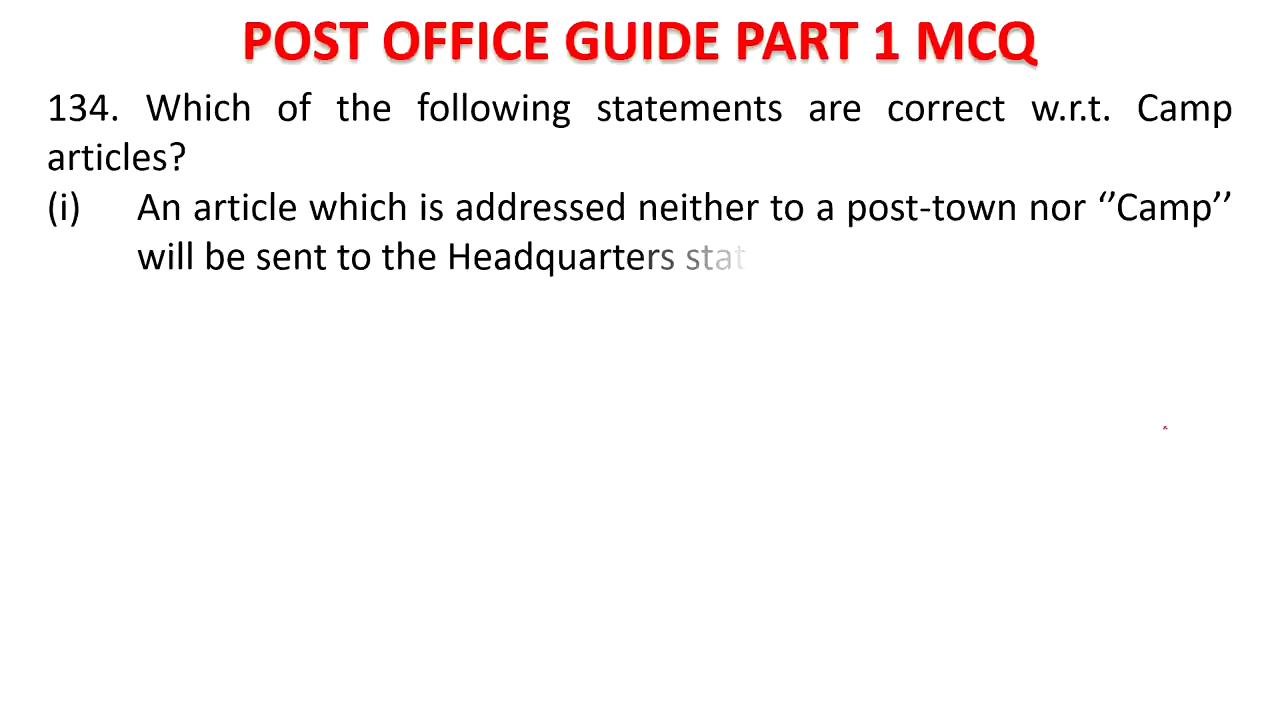 POST OFFICE GUIDE PART 1 MCQ
134. Which of the following statements are correct w.r.t. Camp
articles?
(i) An article which is addressed neither to a post-town nor ‘’Camp’’
will be sent to the Headquarters stat